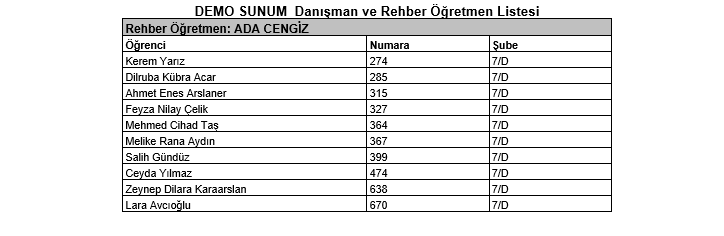 DEMO SUNUM Danışman ve Rehber Öğretmen Listesi
Rehber Öğretmen: ADA CENGİZ
Öğrenci Numara Şube
Kerem Yarız 274 7/D
Dilruba Kübra Acar 285 7/D
Ahmet Enes Arslaner 315 7/D
Feyza Nilay Çelik 327 7/D
Mehmed Cihad Taş 364 7/D
Melike Rana Aydın 367 7/D
Salih Gündüz 399 7/D
Ceyda Yılmaz 474 7/D
Zeynep Dilara Karaarslan 638 7/D
Lara Avcıoğlu 670 7/D